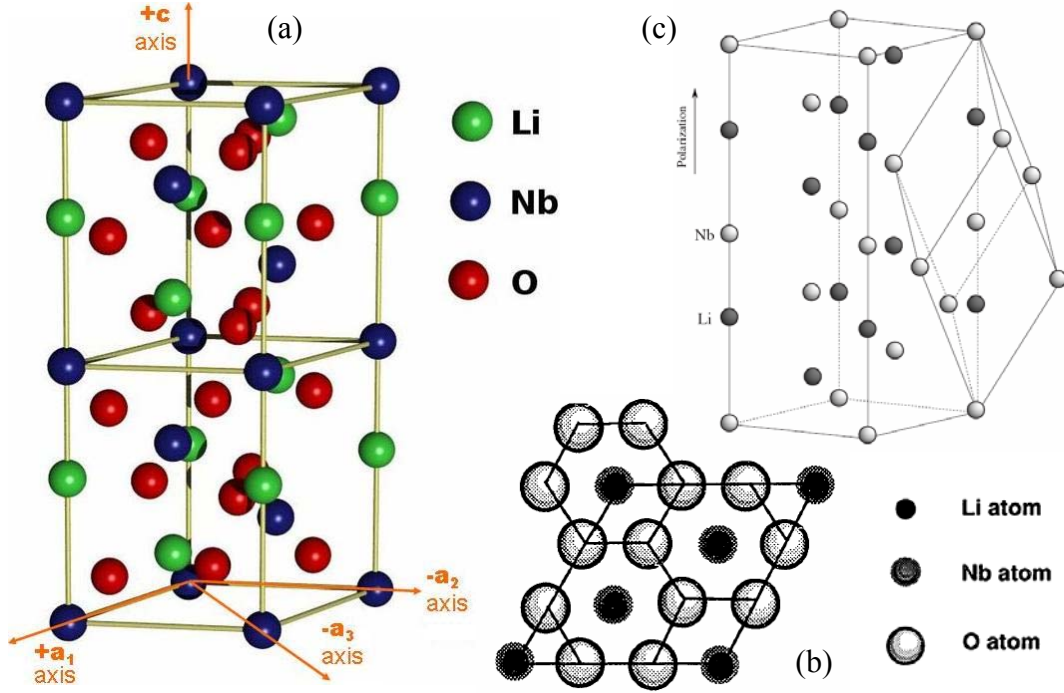 +c
axis
(a)
Li
Nb
O
+a₁
axis
-a₃
axis
-a₂
axis
(c)
Polarization
Nb
Li
(b)
Li atom
Nb atom
O atom